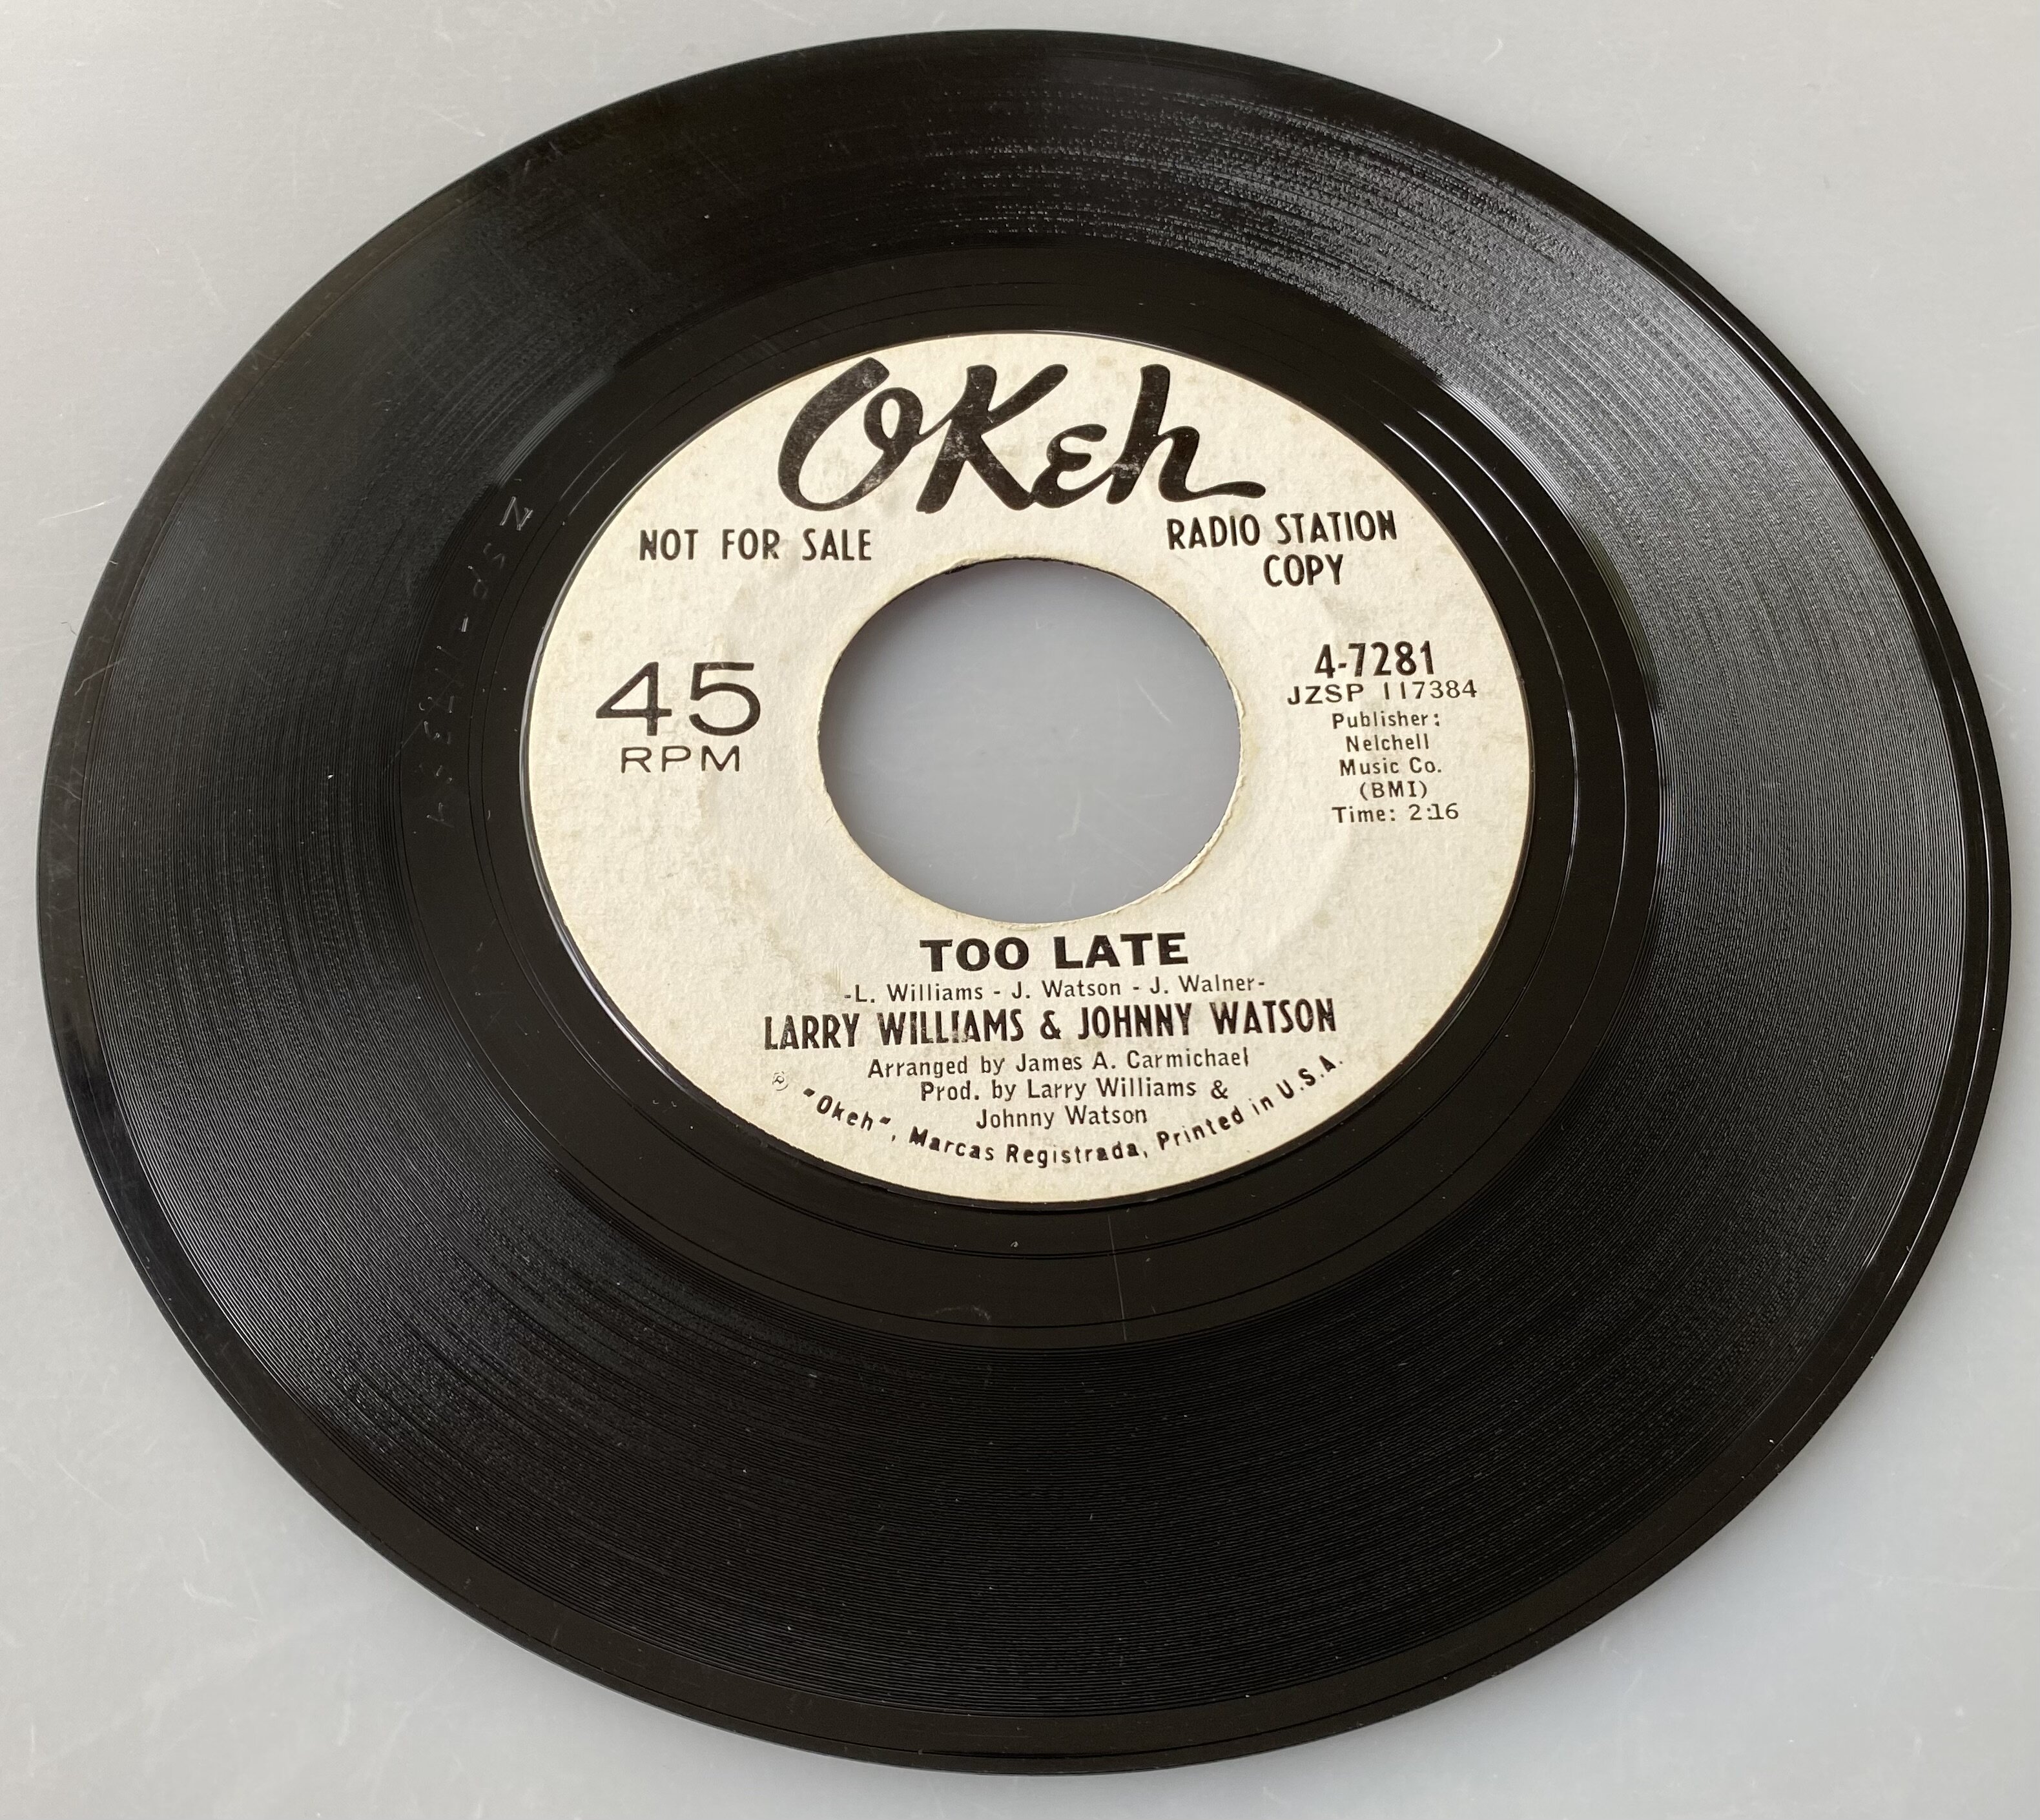 OKeh
NOT FOR SALE
RADIO STATION
COPY
45
RPM
4-7281
JZSP 117384
Publisher:
Nelchell
Music Co.
(BMI)
Time: 2:16
TOO LATE
-L. Williams - J. Watson - J. Walner-
LARRY WILLIAMS & JOHNNY WATSON
Arranged by James A. Carmichael
Prod. by Larry Williams &
Johnny Watson
"Okeh", Marcas Registrada, Printed in U.S.A.